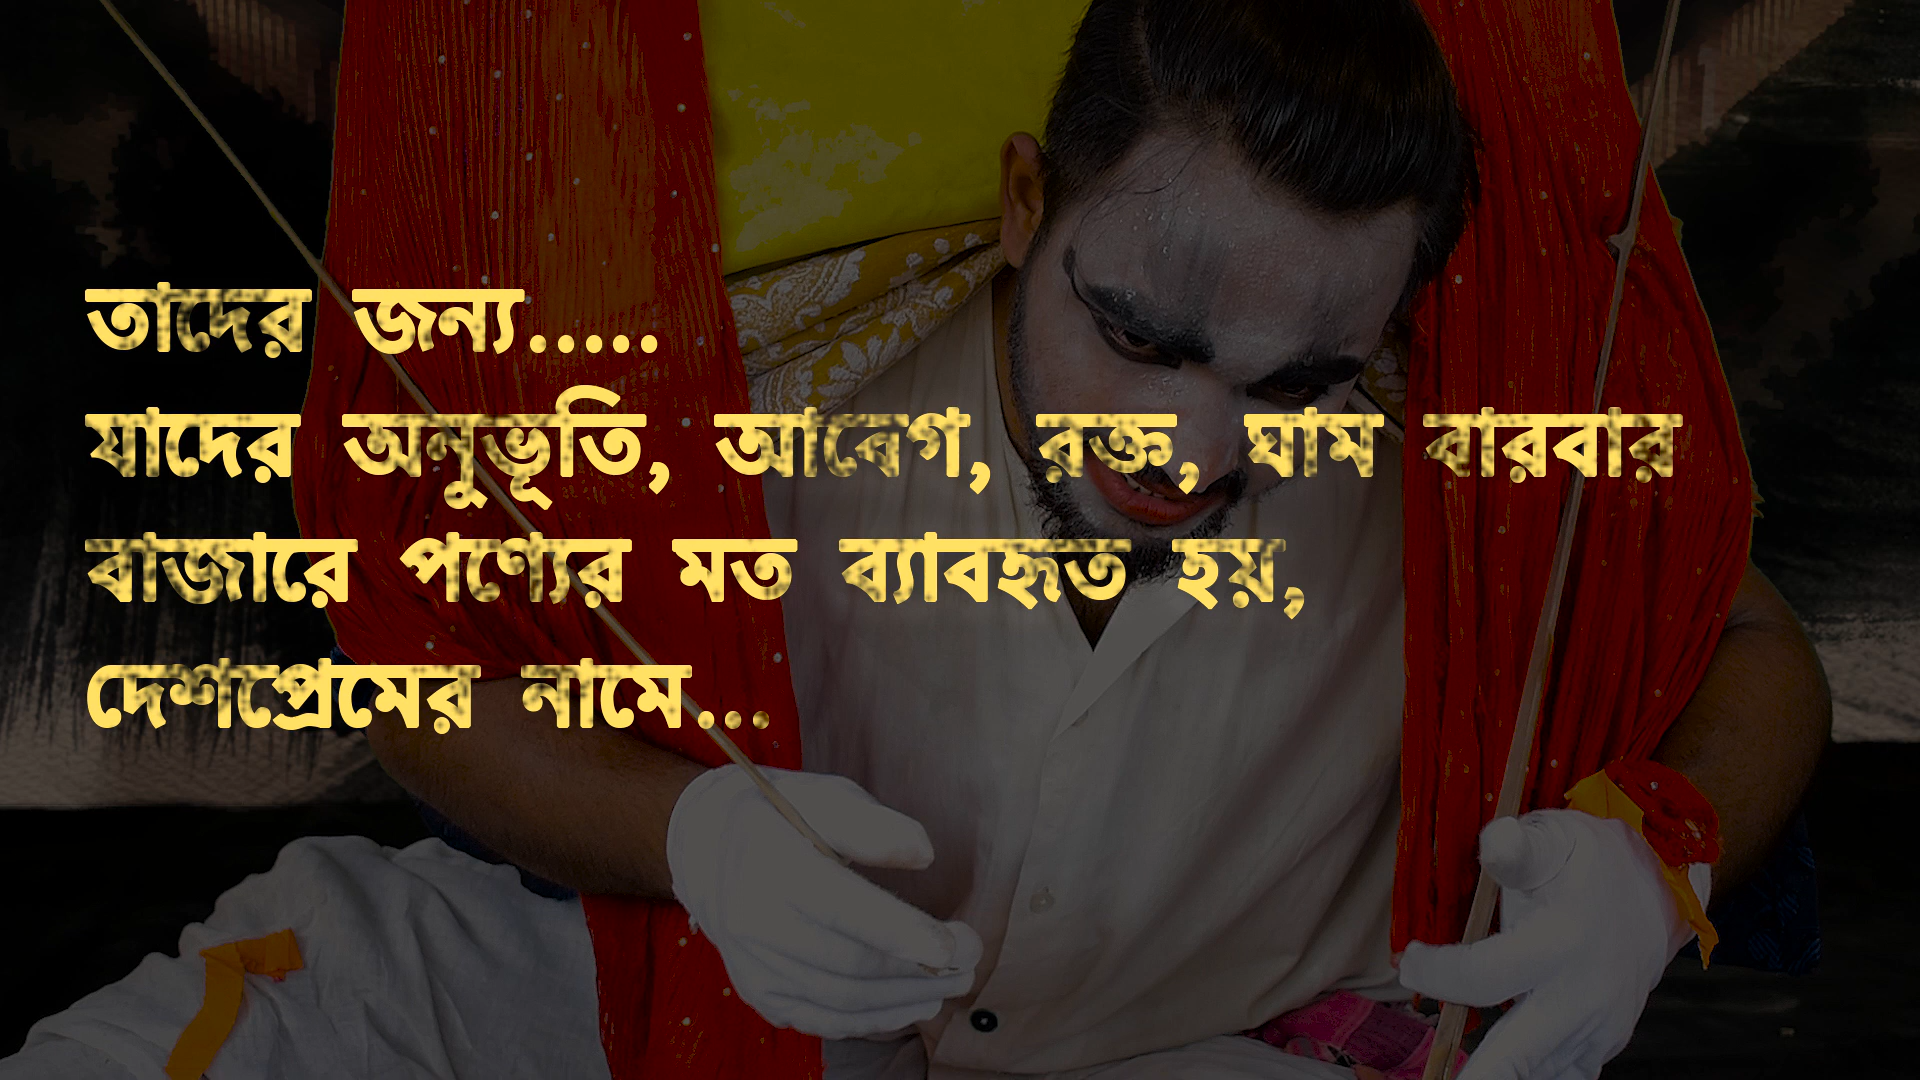 তাদের জন্য.....
যাদের অনুভূতি, আবেগ, রক্ত, ঘাম বারবার
বাজারে পণ্যের মত ব্যাবহৃত হয়,
দেশপ্রেমের নামে...